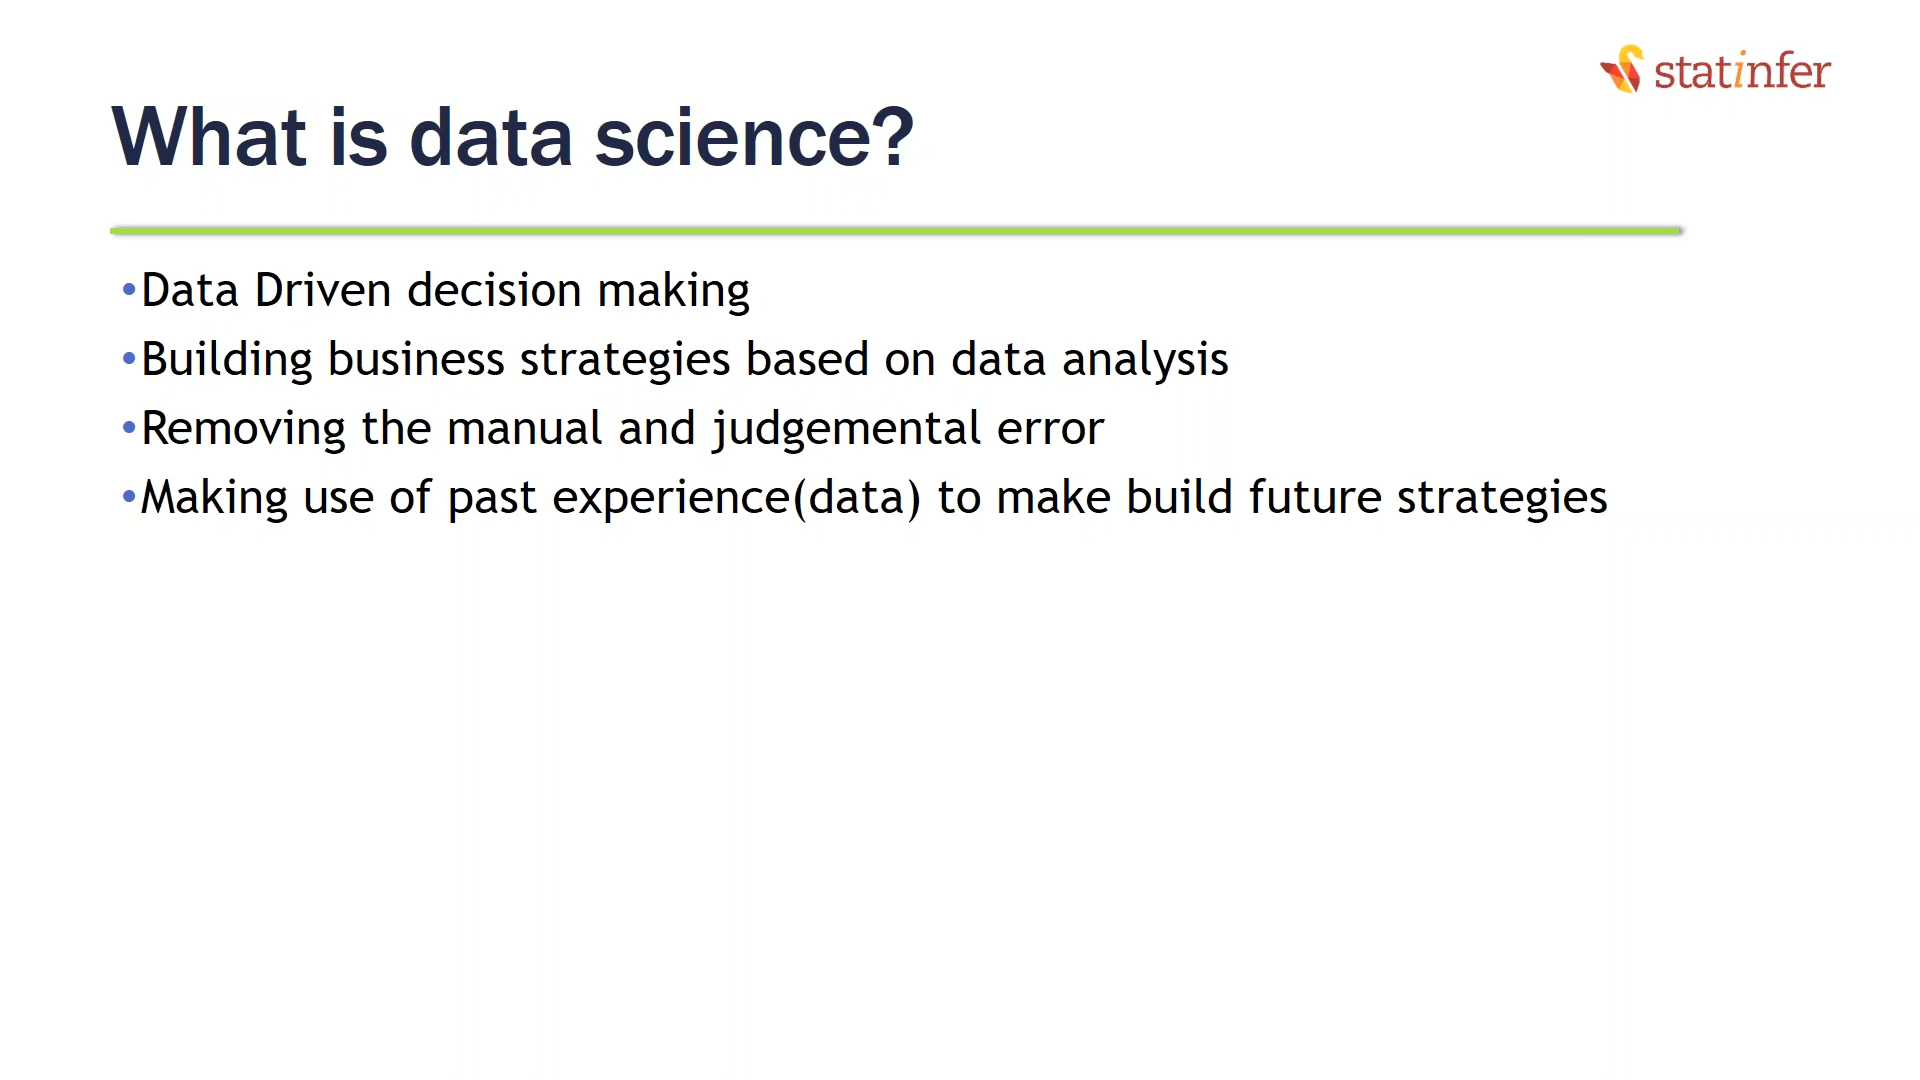 statinfer
What is data science?
•Data Driven decision making
•Building business strategies based on data analysis
•Removing the manual and judgemental error
•Making use of past experience(data) to make build future strategies